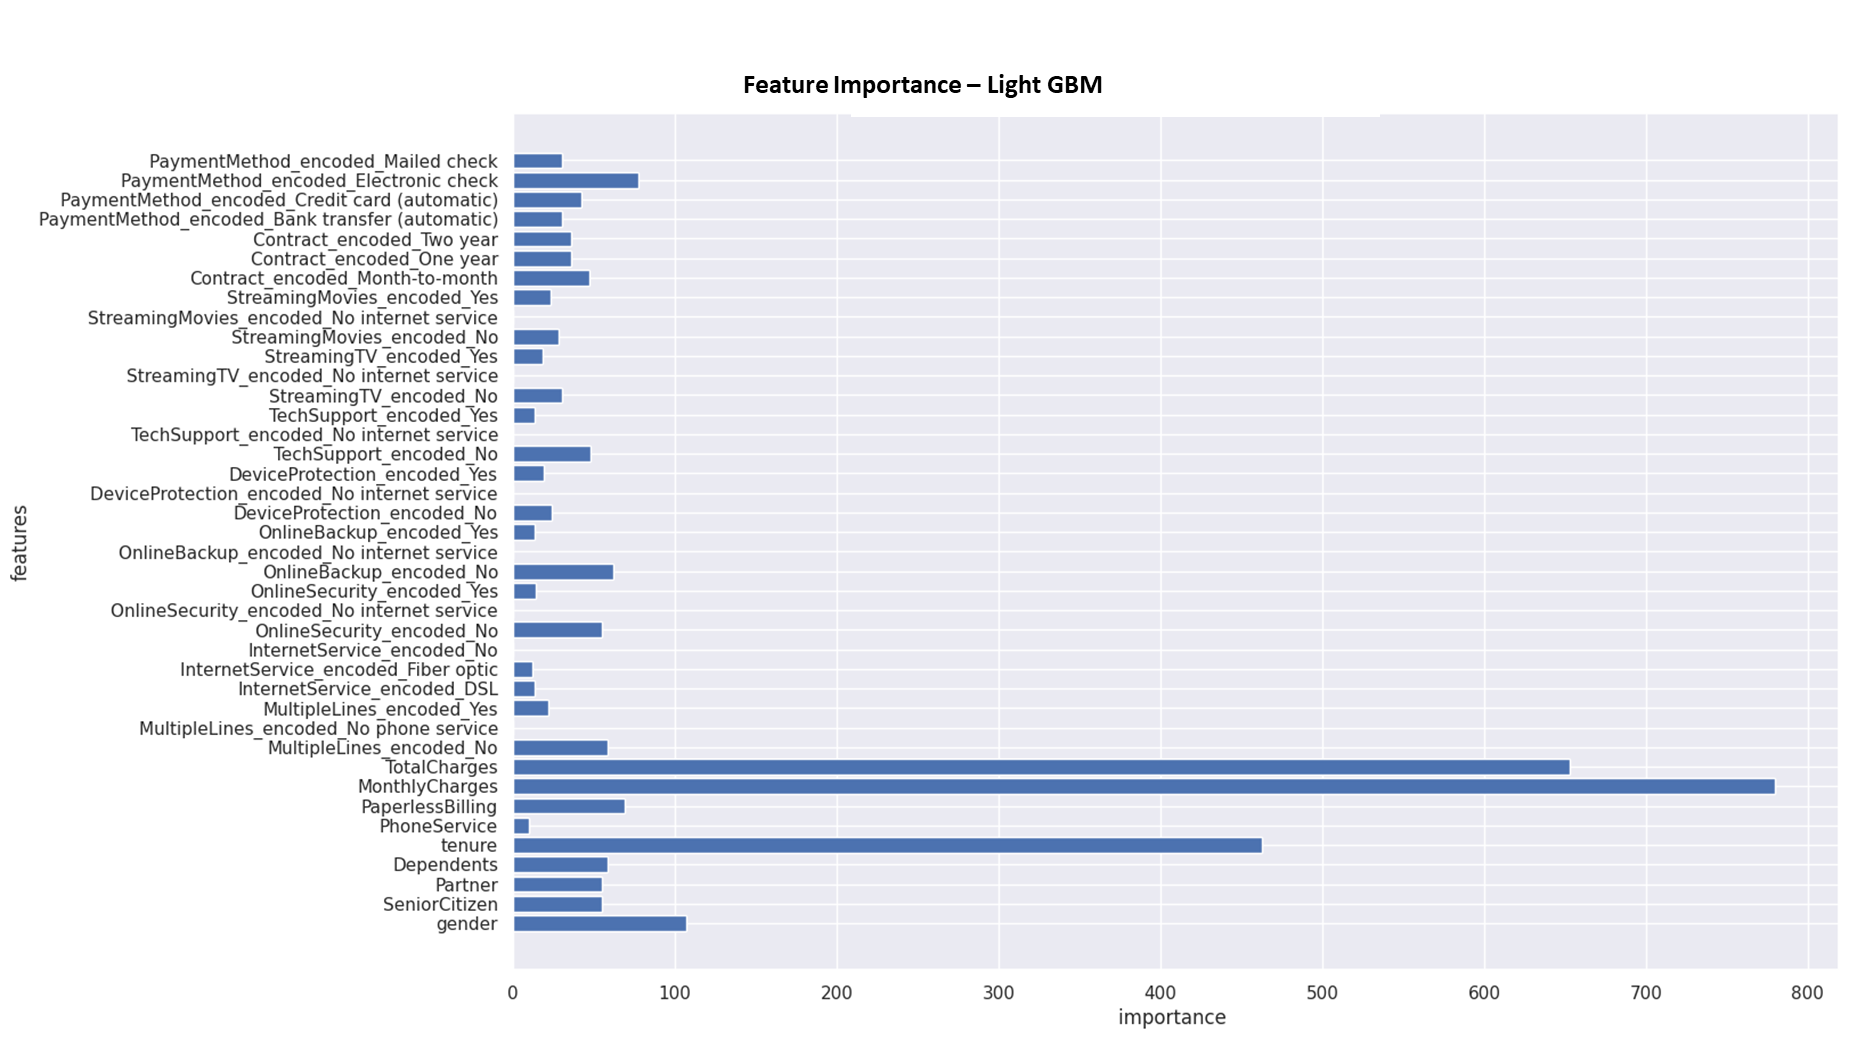 Feature Importance – Light GBM
PaymentMethod_encoded_Mailed check
PaymentMethod_encoded_Electronic check
PaymentMethod_encoded_Credit card (automatic)
PaymentMethod_encoded_Bank transfer (automatic)
Contract_encoded_Two year
Contract_encoded_One year
Contract_encoded_Month-to-month
StreamingMovies_encoded_Yes
StreamingMovies_encoded_No internet service
StreamingMovies_encoded_No
StreamingTV_encoded_Yes
StreamingTV_encoded_No internet service
StreamingTV_encoded_No
TechSupport_encoded_Yes
TechSupport_encoded_No internet service
TechSupport_encoded_No
DeviceProtection_encoded_Yes
DeviceProtection_encoded_No internet service
DeviceProtection_encoded_No
OnlineBackup_encoded_Yes
OnlineBackup_encoded_No internet service
OnlineBackup_encoded_No
OnlineSecurity_encoded_Yes
OnlineSecurity_encoded_No internet service
OnlineSecurity_encoded_No
InternetService_encoded_No
InternetService_encoded_Fiber optic
InternetService_encoded_DSL
MultipleLines_encoded_Yes
MultipleLines_encoded_No phone service
MultipleLines_encoded_No
TotalCharges
MonthlyCharges
PaperlessBilling
PhoneService
tenure
Dependents
Partner
SeniorCitizen
gender
features
0 100 200 300 400 500 600 700 800
importance